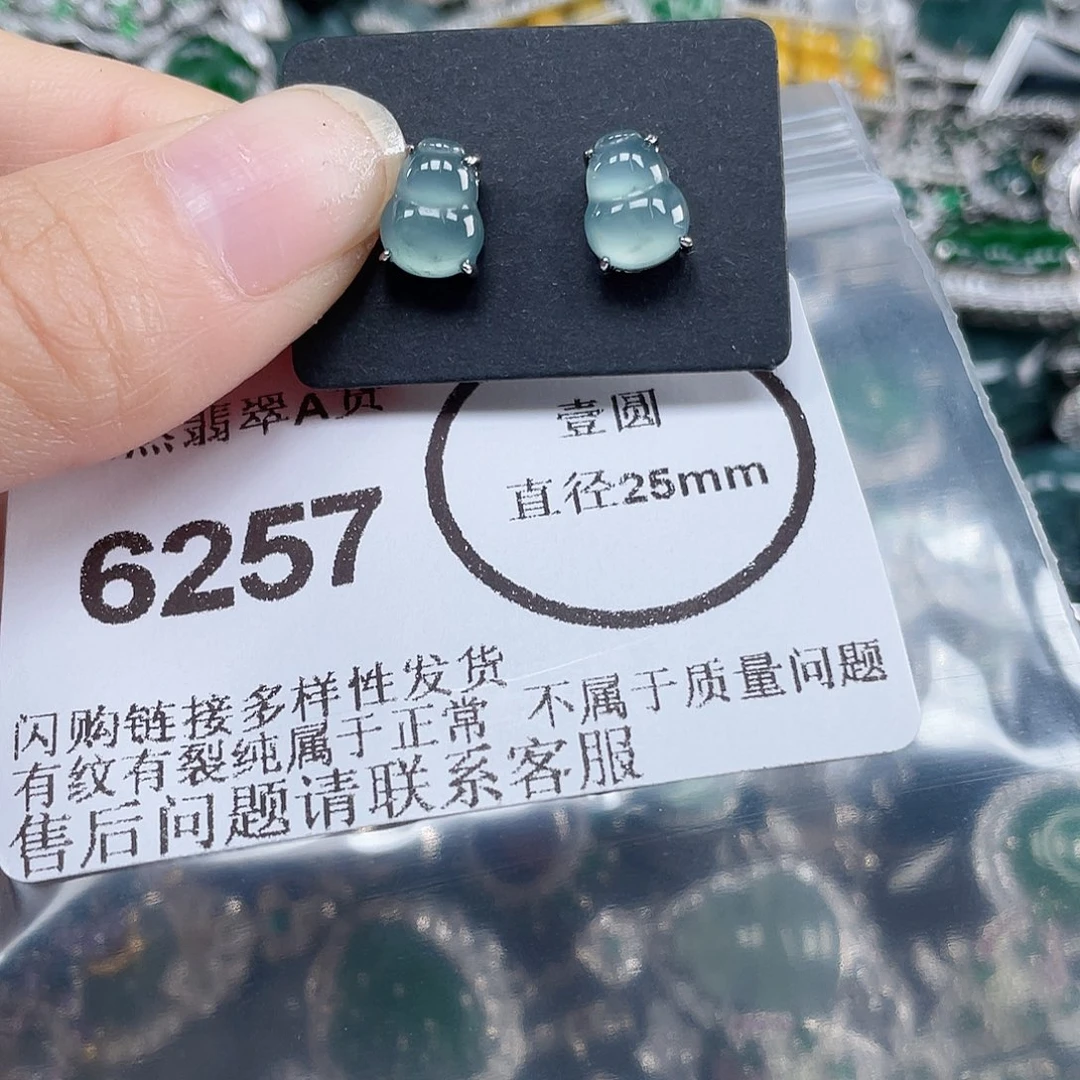 翡翠A货
壹圆
直径25mm
6257
闪购链接多样性发货
有纹有裂纯属于正常 不属于质量问题
售后问题请联系客服